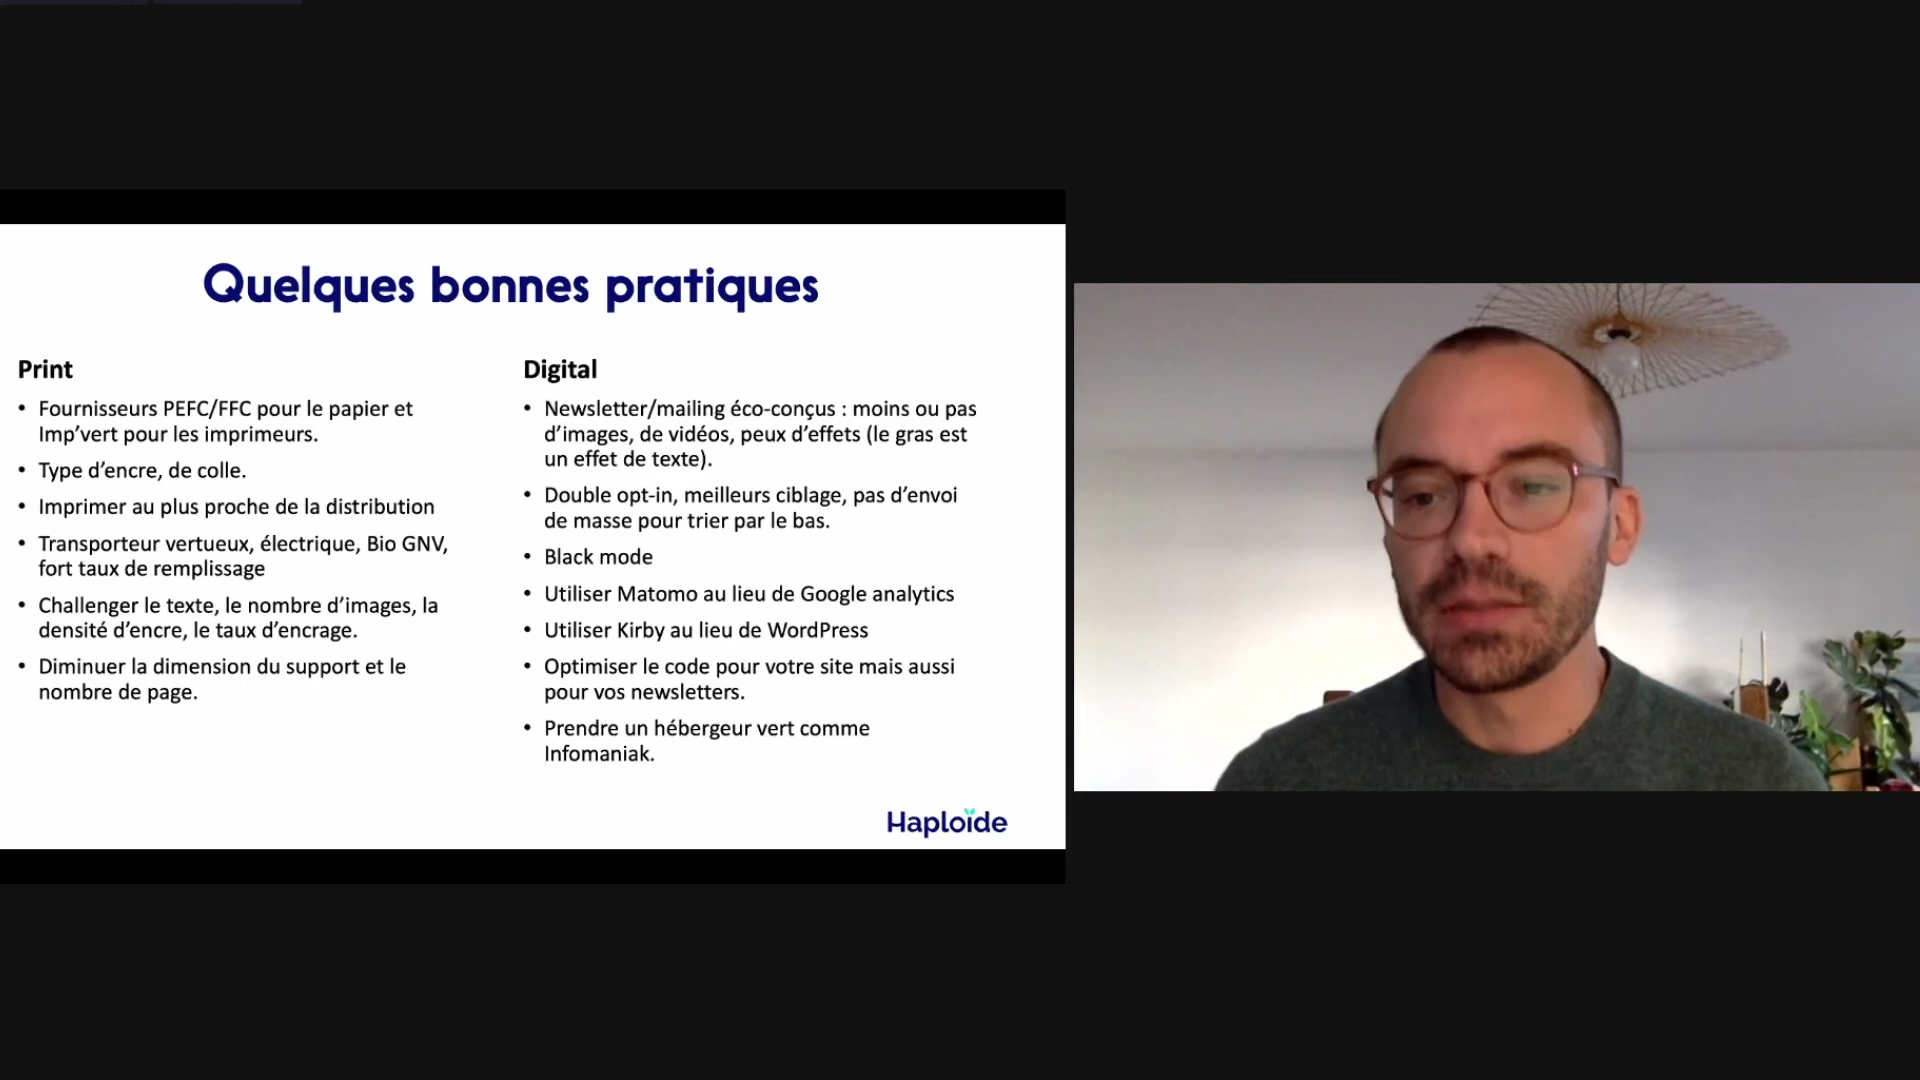 Quelques bonnes pratiques
Print
• Fournisseurs PEFC/FFC pour le papier et
Imp’vert pour les imprimeurs.
• Type d’encre, de colle.
• Imprimer au plus proche de la distribution
• Transporteur vertueux, électrique, Bio GNV,
fort taux de remplissage
• Challenger le texte, le nombre d’images, la
densité d’encre, le taux d’encrage.
• Diminuer la dimension du support et le
nombre de page.
Digital
• Newsletter/mailing éco-conçus : moins ou pas
d’images, de vidéos, peux d’effets (le gras est
un effet de texte).
• Double opt-in, meilleurs ciblage, pas d’envoi
de masse pour trier par le bas.
• Black mode
• Utiliser Matomo au lieu de Google analytics
• Utiliser Kirby au lieu de WordPress
• Optimiser le code pour votre site mais aussi
pour vos newsletters.
• Prendre un hébergeur vert comme
Infomaniak.
Haploïde